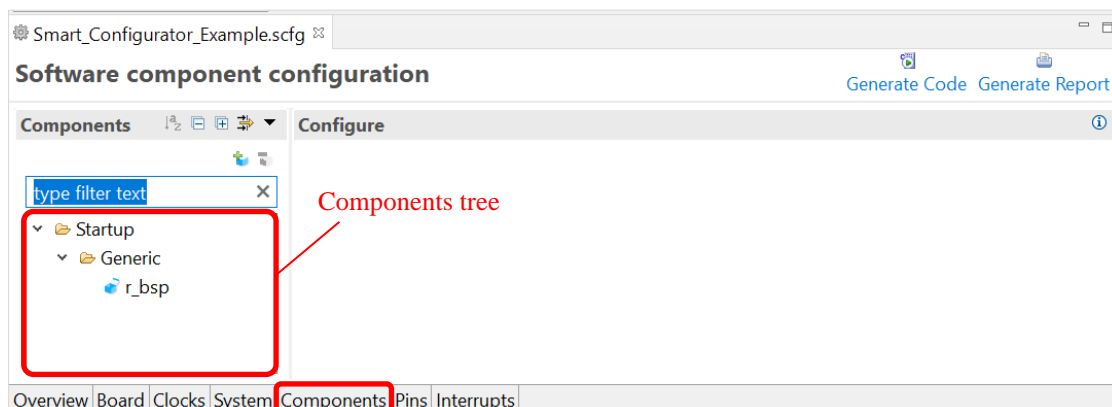 Smart_Configurator_Example.scfg
Software component configuration
Generate Code Generate Report
Components
Configure
type filter text
Components tree
Startup
Generic
r_bsp
Overview Board Clocks System Components Pins Interrupts